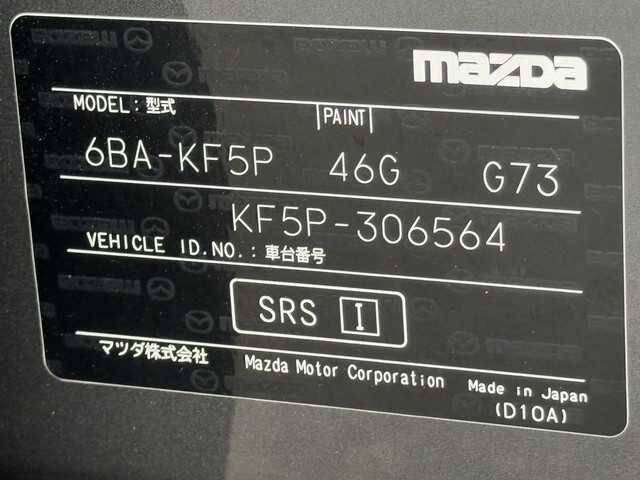 mazda
MODEL：型式 PAINT
6BA-KF5P 46G G73
KF5P-306564
VEHICLE ID.NO.：車台番号
SRS I
マツダ株式会社 Mazda Motor Corporation Made in Japan
(D10A)